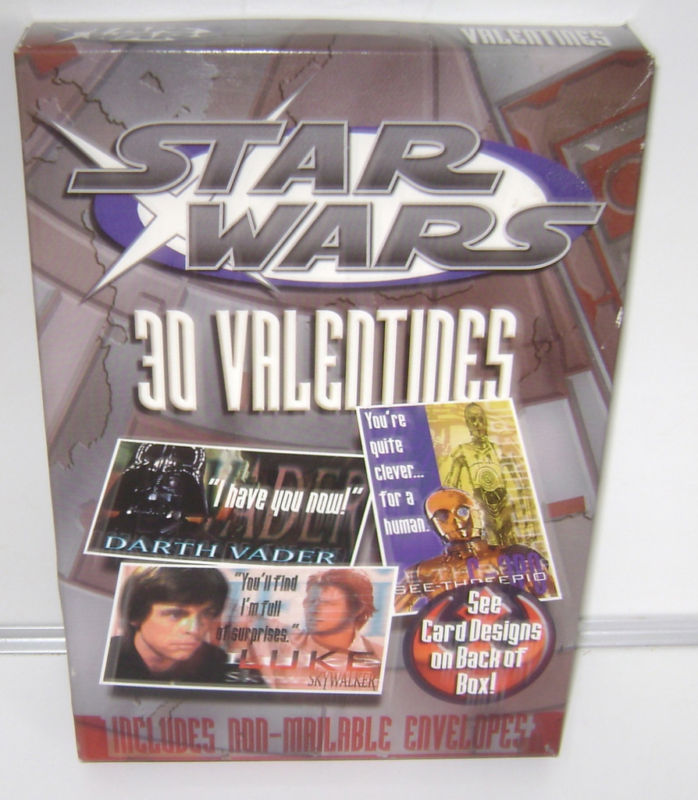 VALENTINES
STAR
WARS
30 VALENTINES
You're
quite
clever...
for a
human.
"I have you now!"
VADER
DARTH VADER
SEE-THREEPIO
"You'll find
I'm full
of surprises."
LUKE
SKYWALKER
See
Card Designs
on Back of
Box!
INCLUDES NON-MAILABLE ENVELOPES